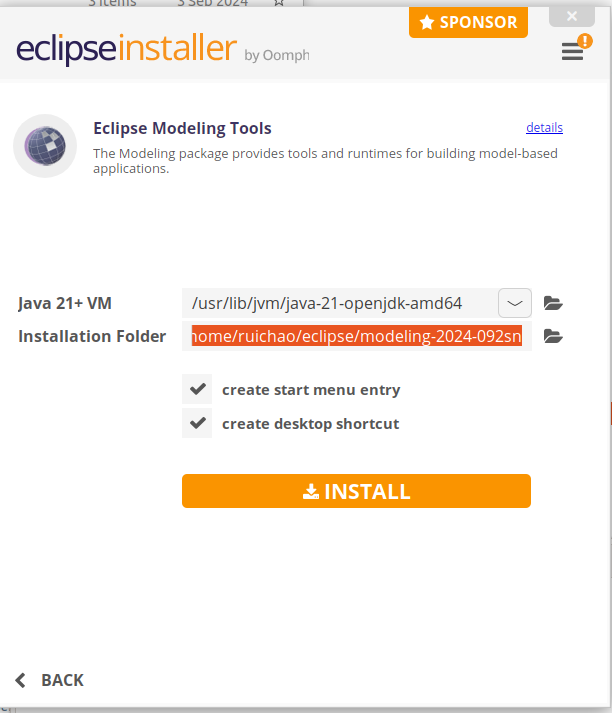 3 items 3 Sep 2024
SPONSOR
eclipseinstaller by Oomph
Eclipse Modeling Tools details
The Modeling package provides tools and runtimes for building model-based
applications.
Java 21+ VM /usr/lib/jvm/java-21-openjdk-amd64
Installation Folder home/ruichao/eclipse/modeling-2024-092sn
create start menu entry
create desktop shortcut
INSTALL
BACK